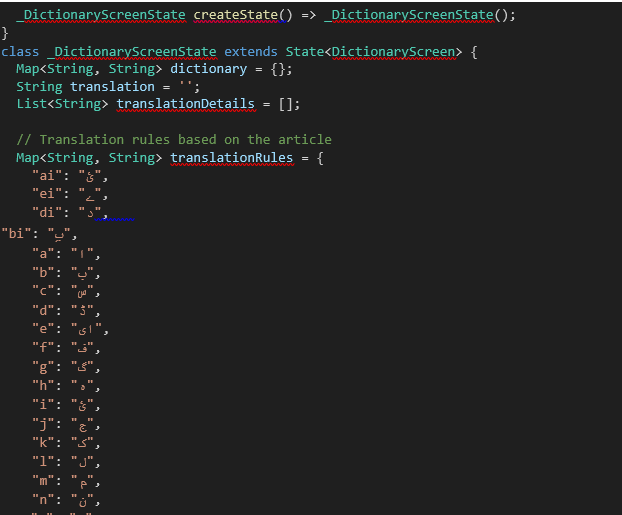 _DictionaryScreenState createState() => _DictionaryScreenState();
}
class _DictionaryScreenState extends State<DictionaryScreen> {
Map<String, String> dictionary = {};
String translation = '';
List<String> translationDetails = [];
// Translation rules based on the article
Map<String, String> translationRules = {
"ai": "ئ",
"ei": "ے",
"di": "د",
"bi": "بِ",
"a": "ا",
"b": "ب",
"c": "س",
"d": "ڈ",
"e": "ای",
"f": "ف",
"g": "گ",
"h": "ہ",
"i": "ئ",
"j": "ج",
"k": "ک",
"l": "ل",
"m": "م",
"n": "ن",